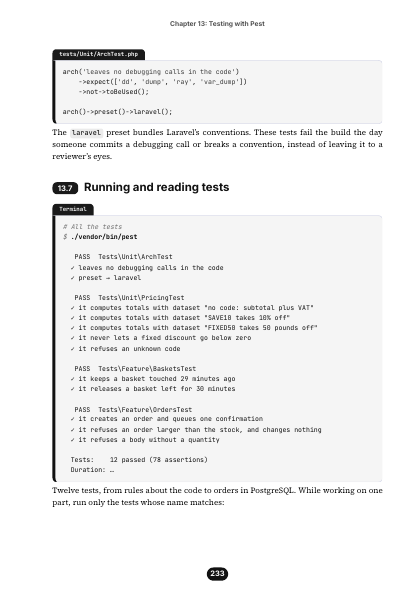 Chapter 13: Testing with Pest
tests/Unit/ArchTest.php
arch('leaves no debugging calls in the code')
->expect(['dd', 'dump', 'ray', 'var_dump'])
->not->toBeUsed();
arch()->preset()->laravel();
The laravel preset bundles Laravel's conventions. These tests fail the build the day
someone commits a debugging call or breaks a convention, instead of leaving it to a
reviewer's eyes.
13.7 Running and reading tests
Terminal
# All the tests
$ ./vendor/bin/pest
PASS Tests\Unit\ArchTest
✓ leaves no debugging calls in the code
✓ preset → laravel
PASS Tests\Unit\PricingTest
✓ it computes totals with dataset "no code: subtotal plus VAT"
✓ it computes totals with dataset "SAVE10 takes 10% off"
✓ it computes totals with dataset "FIXED50 takes 50 pounds off"
✓ it never lets a fixed discount go below zero
✓ it refuses an unknown code
PASS Tests\Feature\BasketsTest
✓ it keeps a basket touched 29 minutes ago
✓ it releases a basket left for 30 minutes
PASS Tests\Feature\OrdersTest
✓ it creates an order and queues one confirmation
✓ it refuses an order larger than the stock, and changes nothing
✓ it refuses a body without a quantity
Tests: 12 passed (78 assertions)
Duration: …
Twelve tests, from rules about the code to orders in PostgreSQL. While working on one
part, run only the tests whose name matches:
233